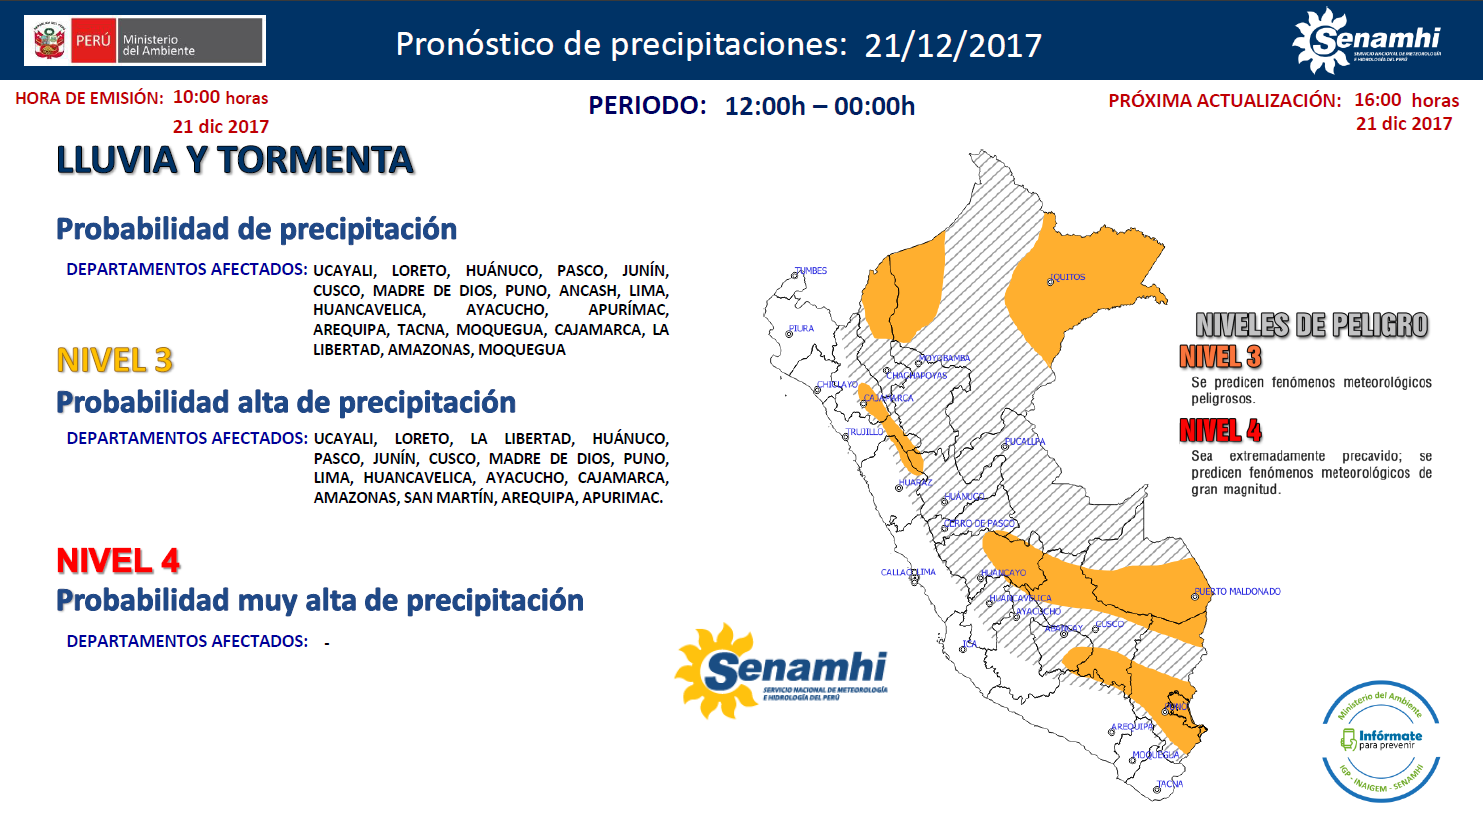 PERÚ
Ministerio
del Ambiente
Pronóstico de precipitaciones: 21/12/2017
Senamhi
SERVICIO NACIONAL DE METEOROLOGÍA
E HIDROLOGÍA DEL PERÚ
HORA DE EMISIÓN: 10:00 horas
21 dic 2017
PERIODO: 12:00h – 00:00h
PRÓXIMA ACTUALIZACIÓN: 16:00 horas
21 dic 2017
LLUVIA Y TORMENTA
Probabilidad de precipitación
DEPARTAMENTOS AFECTADOS: UCAYALI, LORETO, HUÁNUCO, PASCO, JUNÍN,
CUSCO, MADRE DE DIOS, PUNO, ANCASH, LIMA,
HUANCAVELICA, AYACUCHO, APURÍMAC,
AREQUIPA, TACNA, MOQUEGUA, CAJAMARCA, LA
LIBERTAD, AMAZONAS, MOQUEGUA
NIVEL 3
Probabilidad alta de precipitación
DEPARTAMENTOS AFECTADOS: UCAYALI, LORETO, LA LIBERTAD, HUÁNUCO,
PASCO, JUNÍN, CUSCO, MADRE DE DIOS, PUNO,
LIMA, HUANCAVELICA, AYACUCHO, CAJAMARCA,
AMAZONAS, SAN MARTÍN, AREQUIPA, APURIMAC.
NIVEL 4
Probabilidad muy alta de precipitación
DEPARTAMENTOS AFECTADOS: -
TUMBES
IQUITOS
PIURA
MOYOBAMBA
CHACHAPOYAS
CHICLAYO
CAJAMARCA
TRUJILLO
PUCALLPA
HUARAZ
HUÁNUCO
CERRO DE PASCO
CALLAO
LIMA
HUANCAYO
PUERTO MALDONADO
HUANCAVELICA
AYACUCHO
ABANCAY
CUSCO
ICA
PUNO
AREQUIPA
MOQUEGUA
TACNA
NIVELES DE PELIGRO
NIVEL 3
Se predicen fenómenos meteorológicos
peligrosos.
NIVEL 4
Sea extremadamente precavido; se
predicen fenómenos meteorológicos de
gran magnitud.
Senamhi
SERVICIO NACIONAL DE METEOROLOGÍA
E HIDROLOGÍA DEL PERÚ
Ministerio del Ambiente
Infórmate
para prevenir
IGP - INAIGEM - SENAMHI